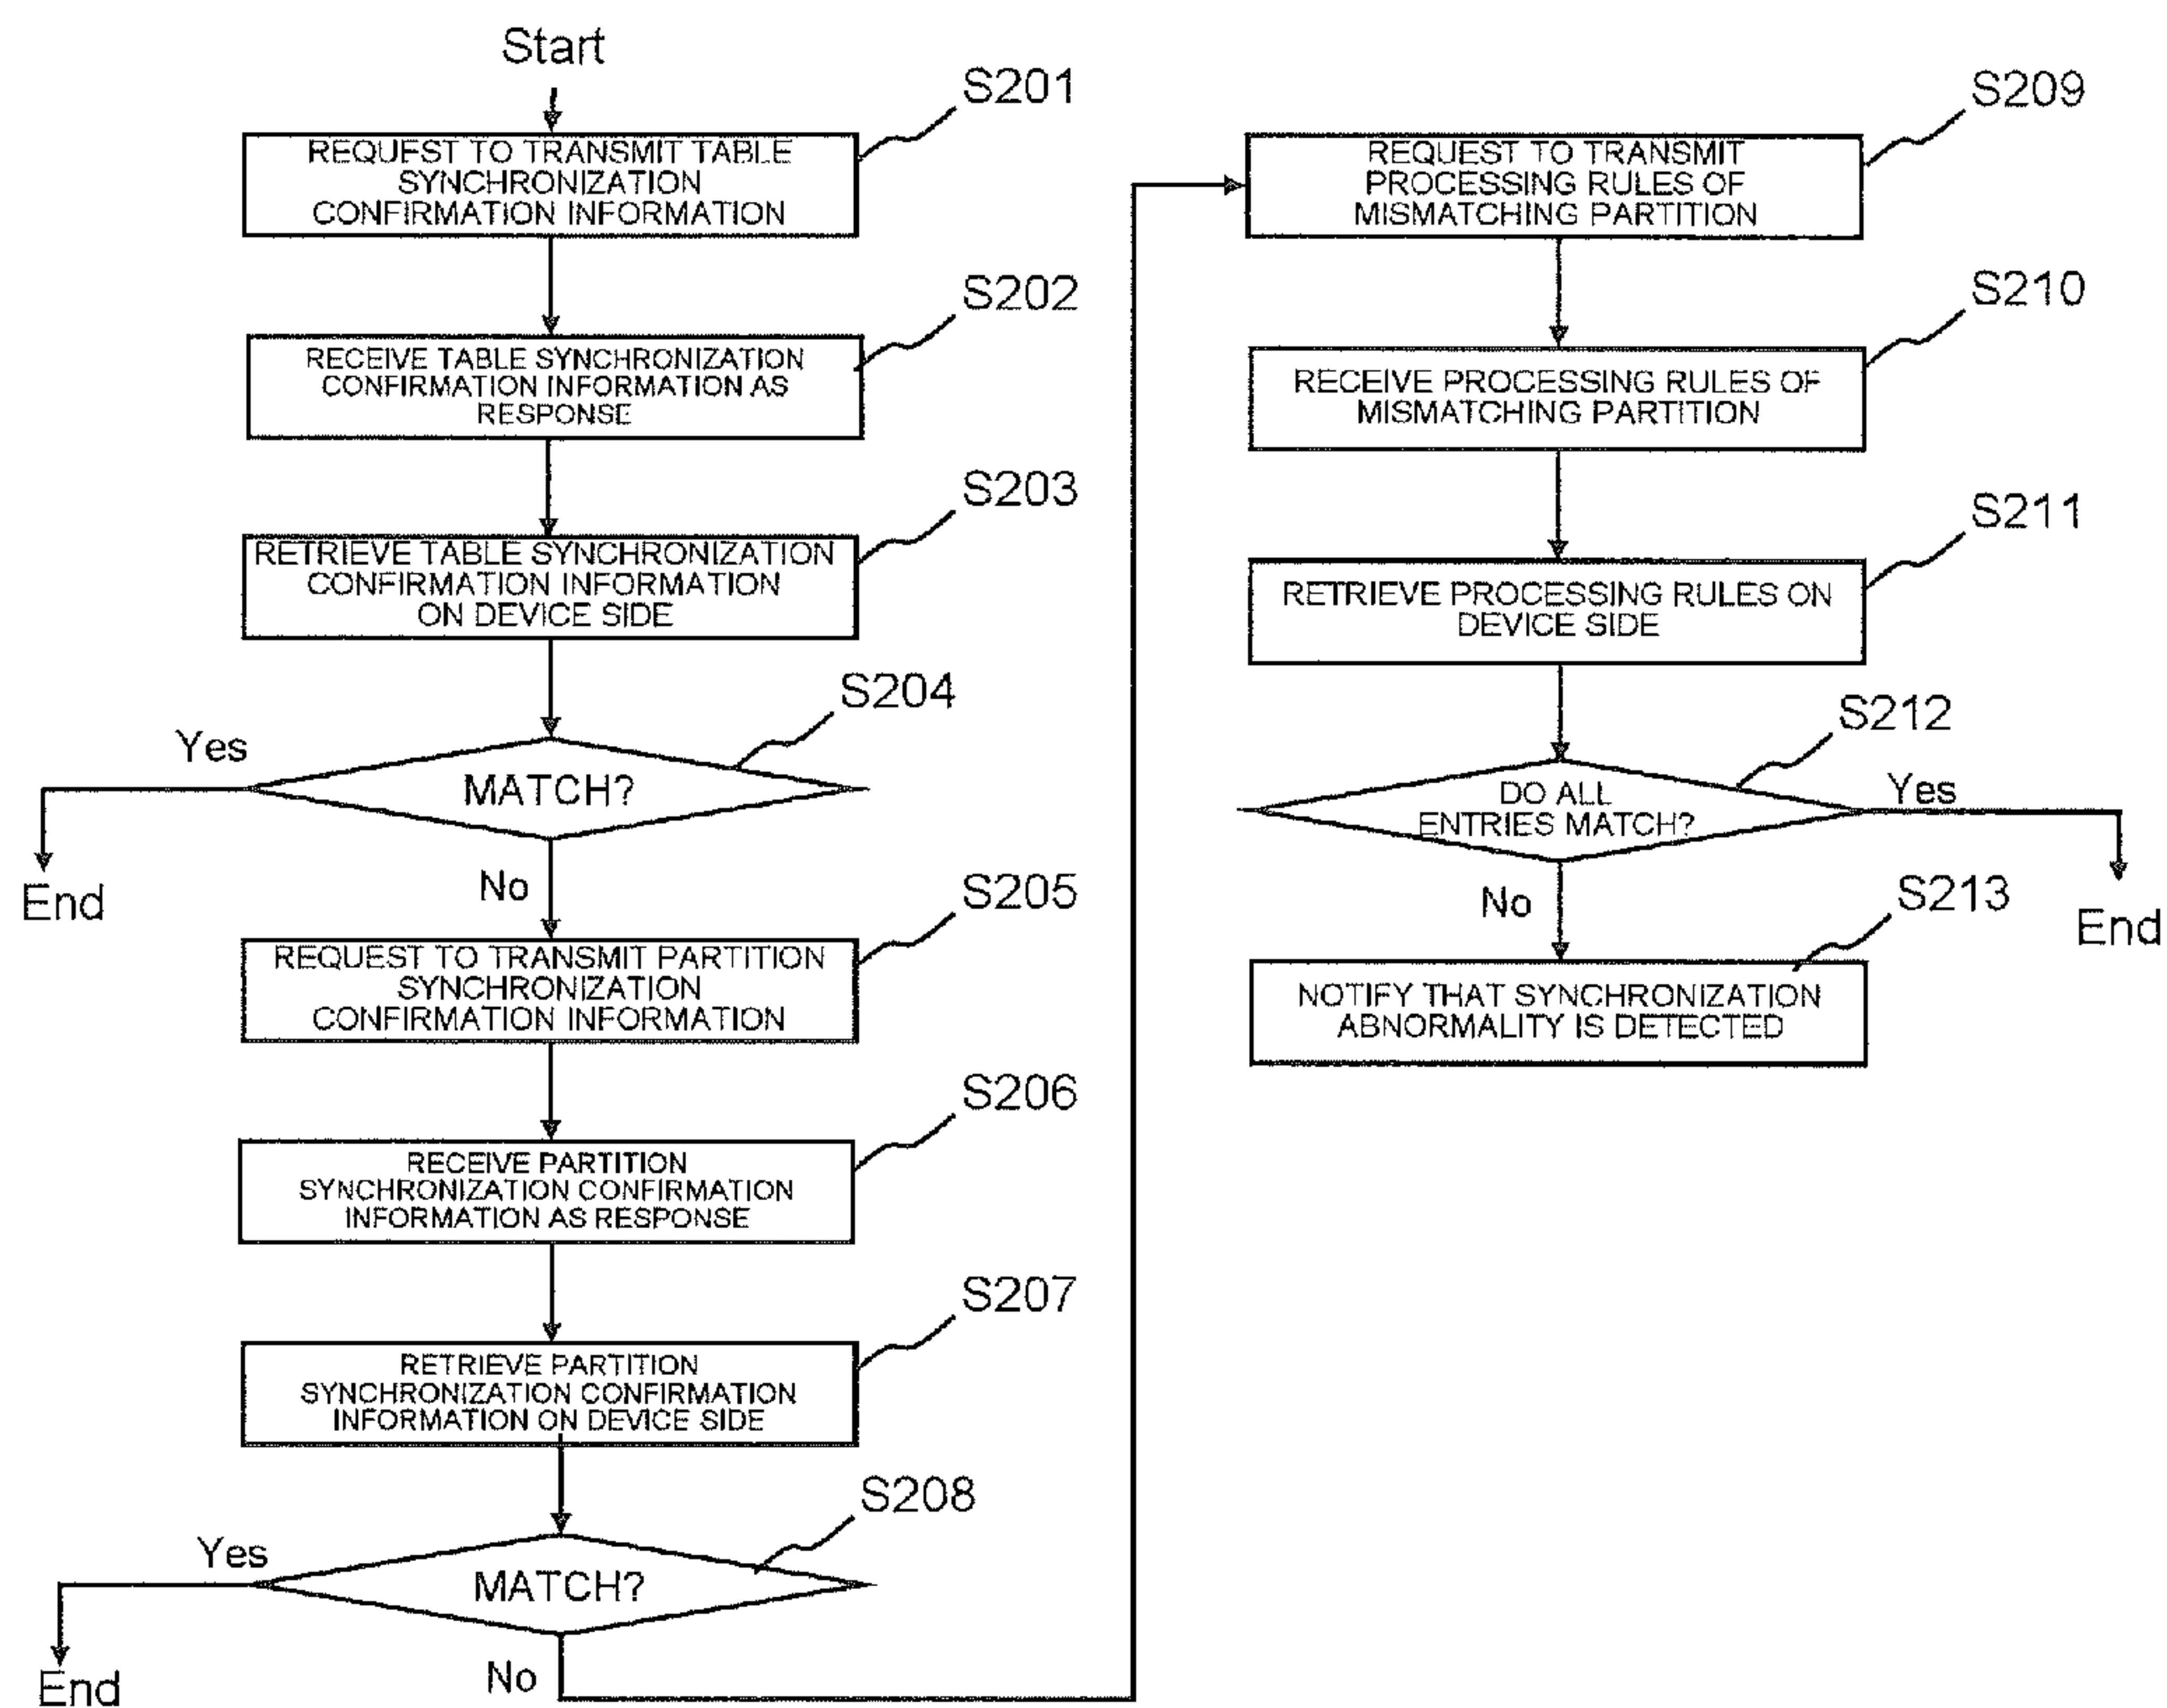 Start
S201
REQUFST TO TRANSMIT TABLE
SYNCHRONIZATION
CONFIRMATION INFORMATION
S202
RECEIVE TABLE SYNCHRONIZATION
CONFIRMATION INFORMATION AS
RESPONSE
S203
RETRIEVE TABLE SYNCHRONIZATION
CONFIRMATION INFORMATION
ON DEVICE SIDE
S204
Yes
MATCH?
End
No
S205
REQUEST TO TRANSMIT PARTITION
SYNCHRONIZATION
CONFIRMATION INFORMATION
S206
RECEIVE PARTITION
SYNCHRONIZATION CONFIRMATION
INFORMATION AS RESPONSE
S207
RETRIEVE PARTITION
SYNCHRONIZATION CONFIRMATION
INFORMATION ON DEVICE SIDE
S208
Yes
MATCH?
End
No
S209
REQUEST TO TRANSMIT
PROCESSING RULES OF
MISMATCHING PARTITION
S210
RECEIVE PROCESSING RULES OF
MISMATCHING PARTITION
S211
RETRIEVE PROCESSING RULES ON
DEVICE SIDE
S212
DO ALL
ENTRIES MATCH?
Yes
End
No
S213
NOTIFY THAT SYNCHRONIZATION
ABNORMALITY IS DETECTED